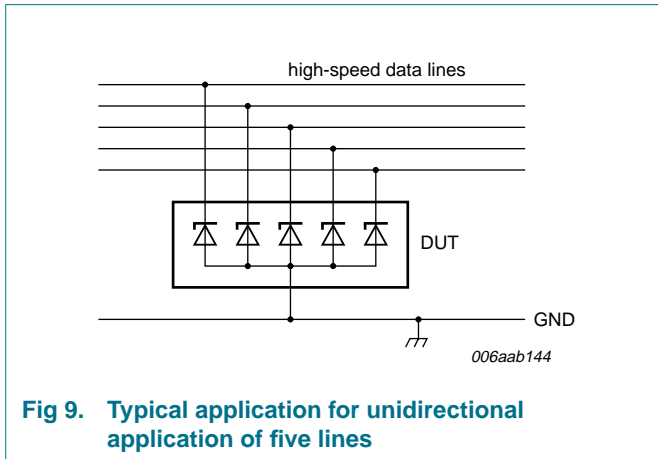 high-speed data lines
DUT
GND
006aab144
Fig 9. Typical application for unidirectional
application of five lines